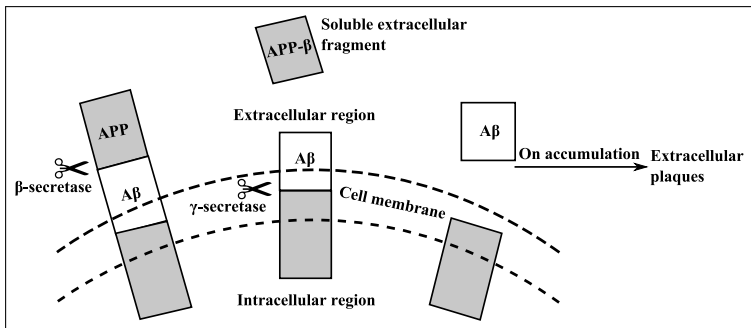 Soluble extracellular
fragment
APP-β
Extracellular region
APP
Aβ
Aβ
On accumulation
Extracellular
plaques
β-secretase
Aβ
γ-secretase
Cell membrane
Intracellular region